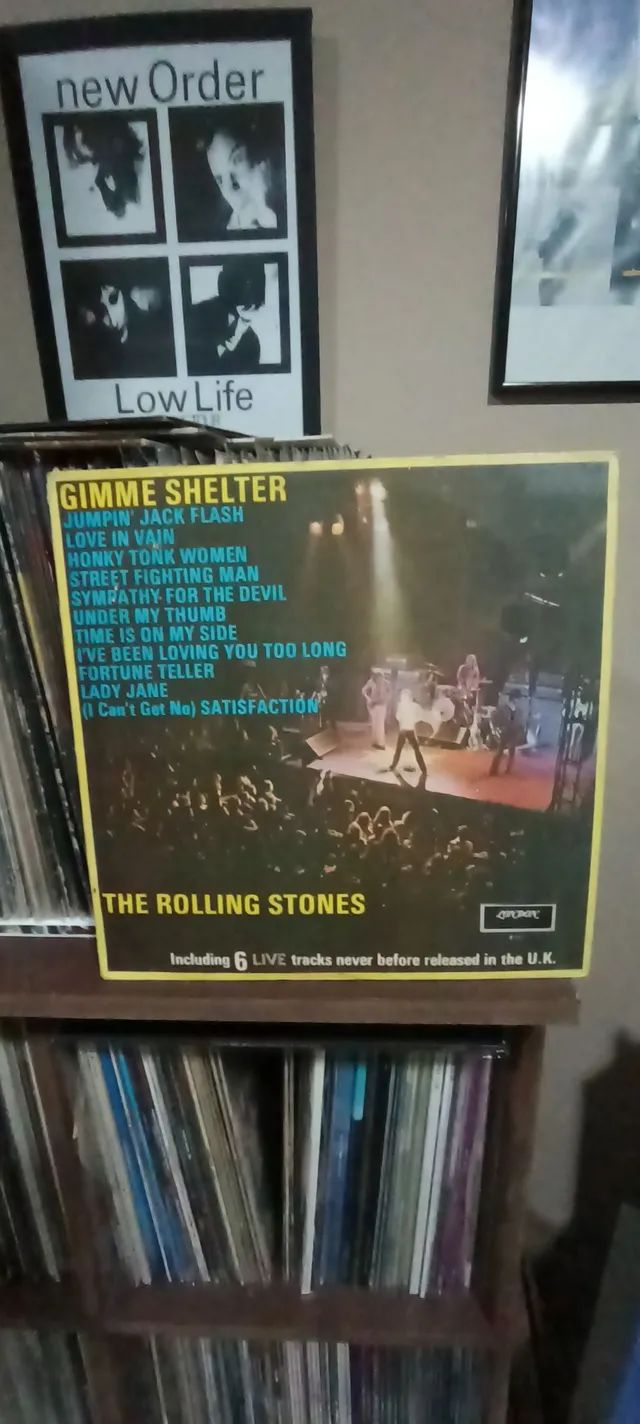 new Order
Low Life
GIMME SHELTER
JUMPIN' JACK FLASH
LOVE IN VAIN
HONKY TONK WOMEN
STREET FIGHTING MAN
SYMPATHY FOR THE DEVIL
UNDER MY THUMB
TIME IS ON MY SIDE
I'VE BEEN LOVING YOU TOO LONG
FORTUNE TELLER
LADY JANE
(I Can't Get No) SATISFACTION
THE ROLLING STONES
LONDON
Including 6 LIVE tracks never before released in the U.K.